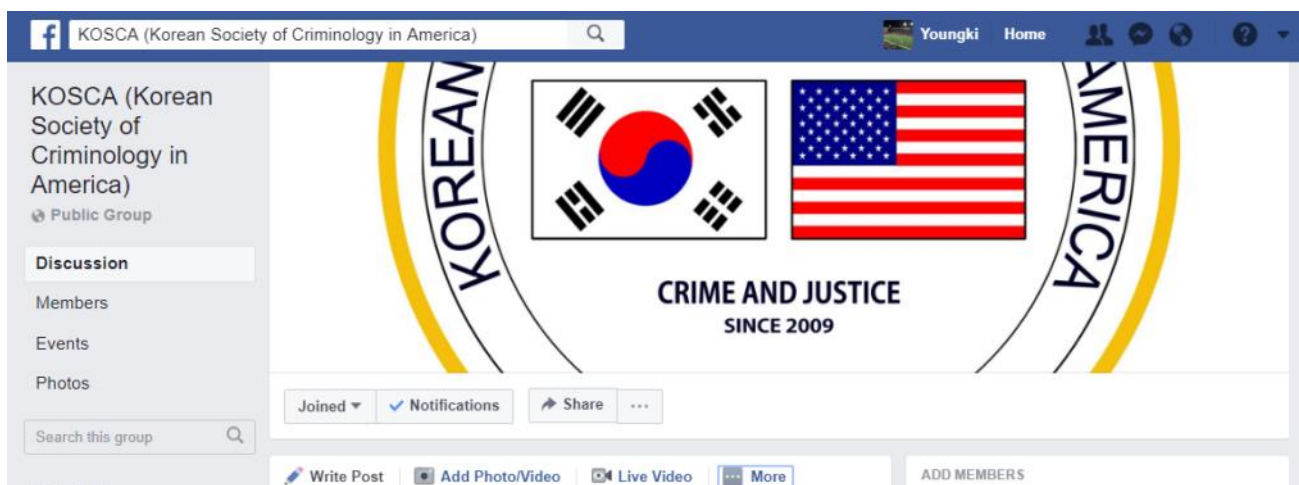 f KOSCA (Korean Society of Criminology in America) Youngki Home ?
KOSCA (Korean
Society of
Criminology in
America)
Public Group
Discussion
Members
Events
Photos
Search this group
KOREAN
AMERICA
CRIME AND JUSTICE
SINCE 2009
Joined Notifications Share ...
Write Post Add Photo/Video Live Video More
ADD MEMBERS